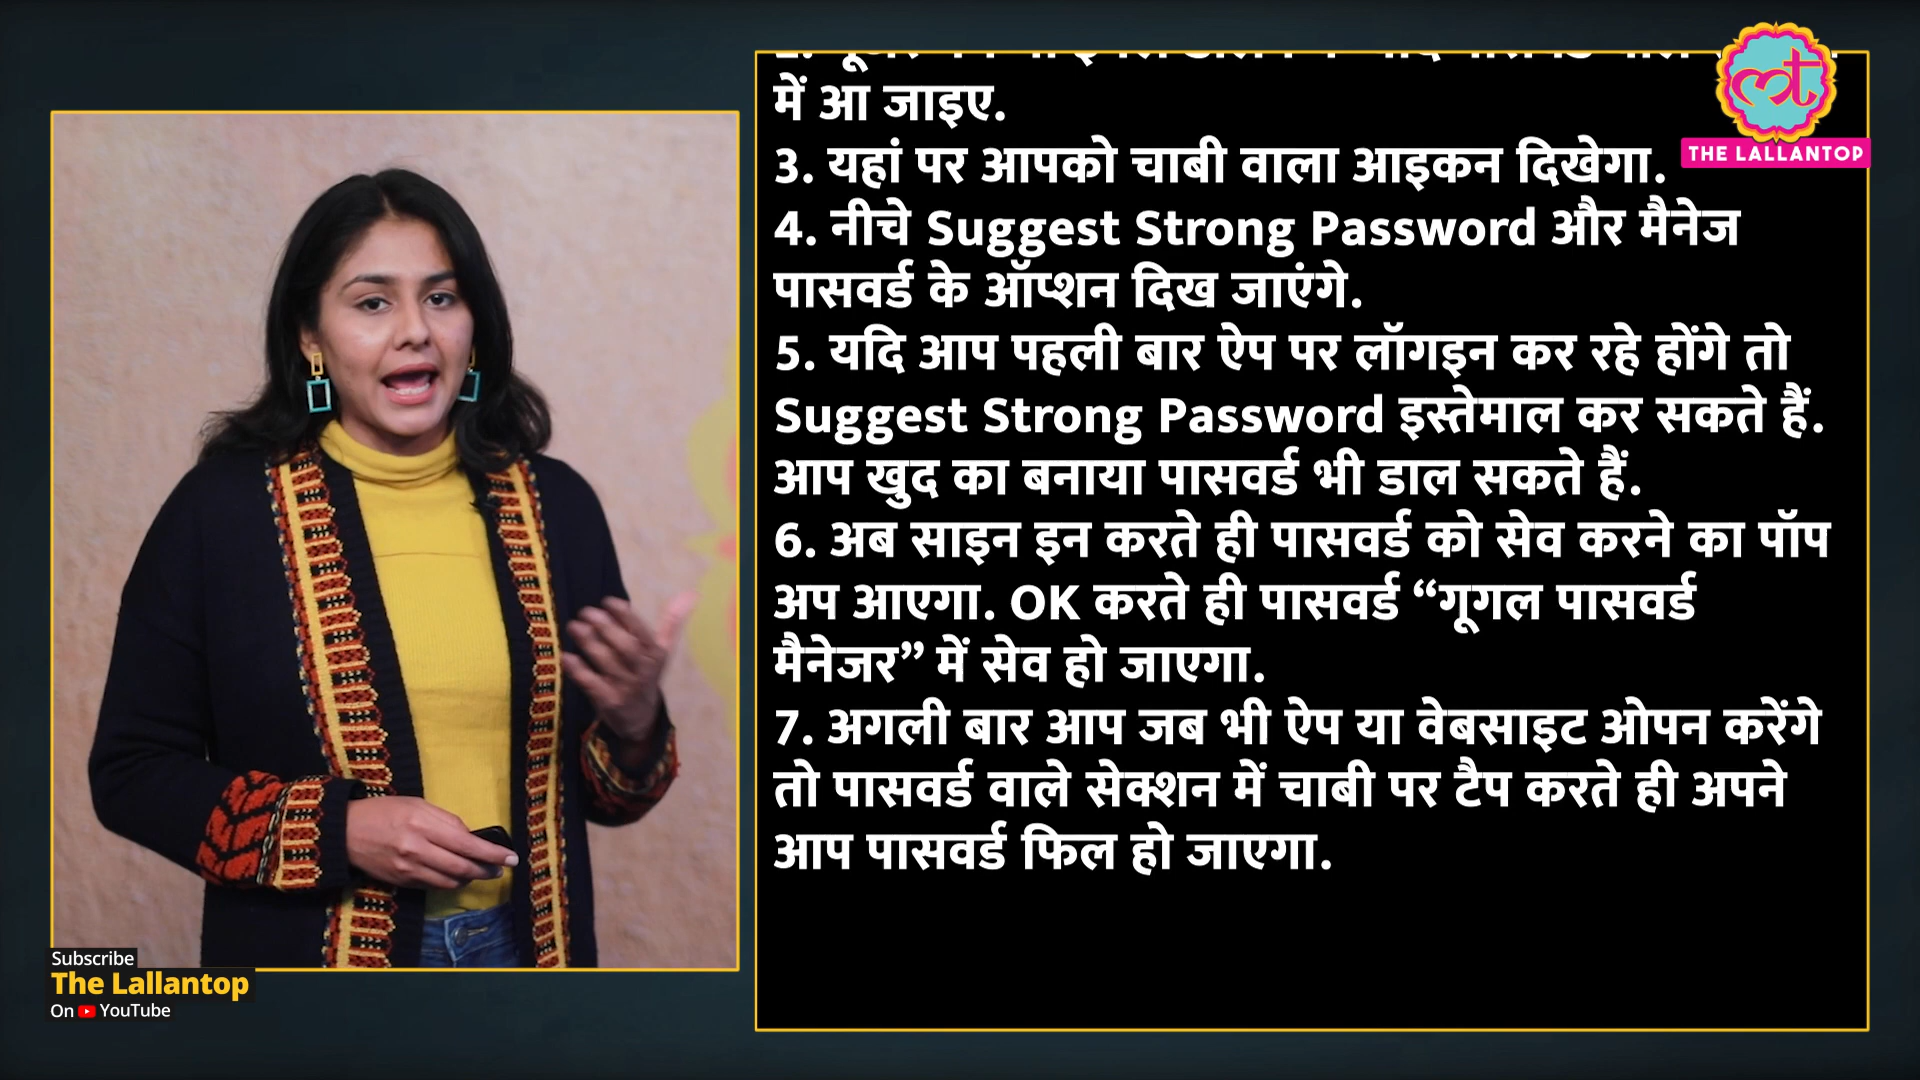 में आ जाइए.
3. यहां पर आपको चाबी वाला आइकन दिखेगा.
4. नीचे Suggest Strong Password और मैनेज
पासवर्ड के ऑप्शन दिख जाएंगे.
5. यदि आप पहली बार ऐप पर लॉगइन कर रहे होंगे तो
Suggest Strong Password इस्तेमाल कर सकते हैं.
आप खुद का बनाया पासवर्ड भी डाल सकते हैं.
6. अब साइन इन करते ही पासवर्ड को सेव करने का पॉप
अप आएगा. OK करते ही पासवर्ड “गूगल पासवर्ड
मैनेजर” में सेव हो जाएगा.
7. अगली बार आप जब भी ऐप या वेबसाइट ओपन करेंगे
तो पासवर्ड वाले सेक्शन में चाबी पर टैप करते ही अपने
आप पासवर्ड फिल हो जाएगा.
THE LALLANTOP
Subscribe
The Lallantop
On YouTube